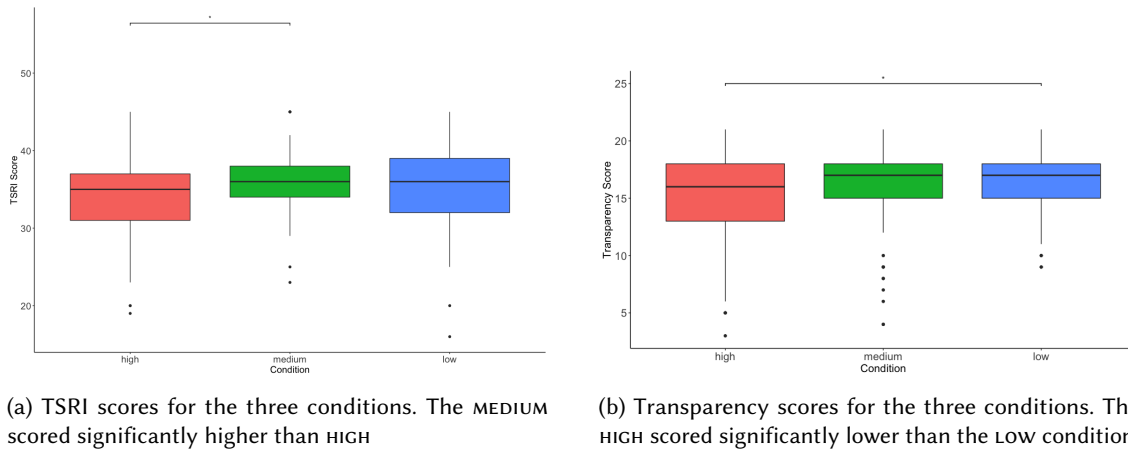 *
50
40
30
20
TSRI Score
high
medium
low
Condition
*
25
20
15
10
5
Transparency Score
high
medium
low
Condition
(a) TSRI scores for the three conditions. The MEDIUM
scored significantly higher than HIGH
(b) Transparency scores for the three conditions. Th
HIGH scored significantly lower than the LOW condition